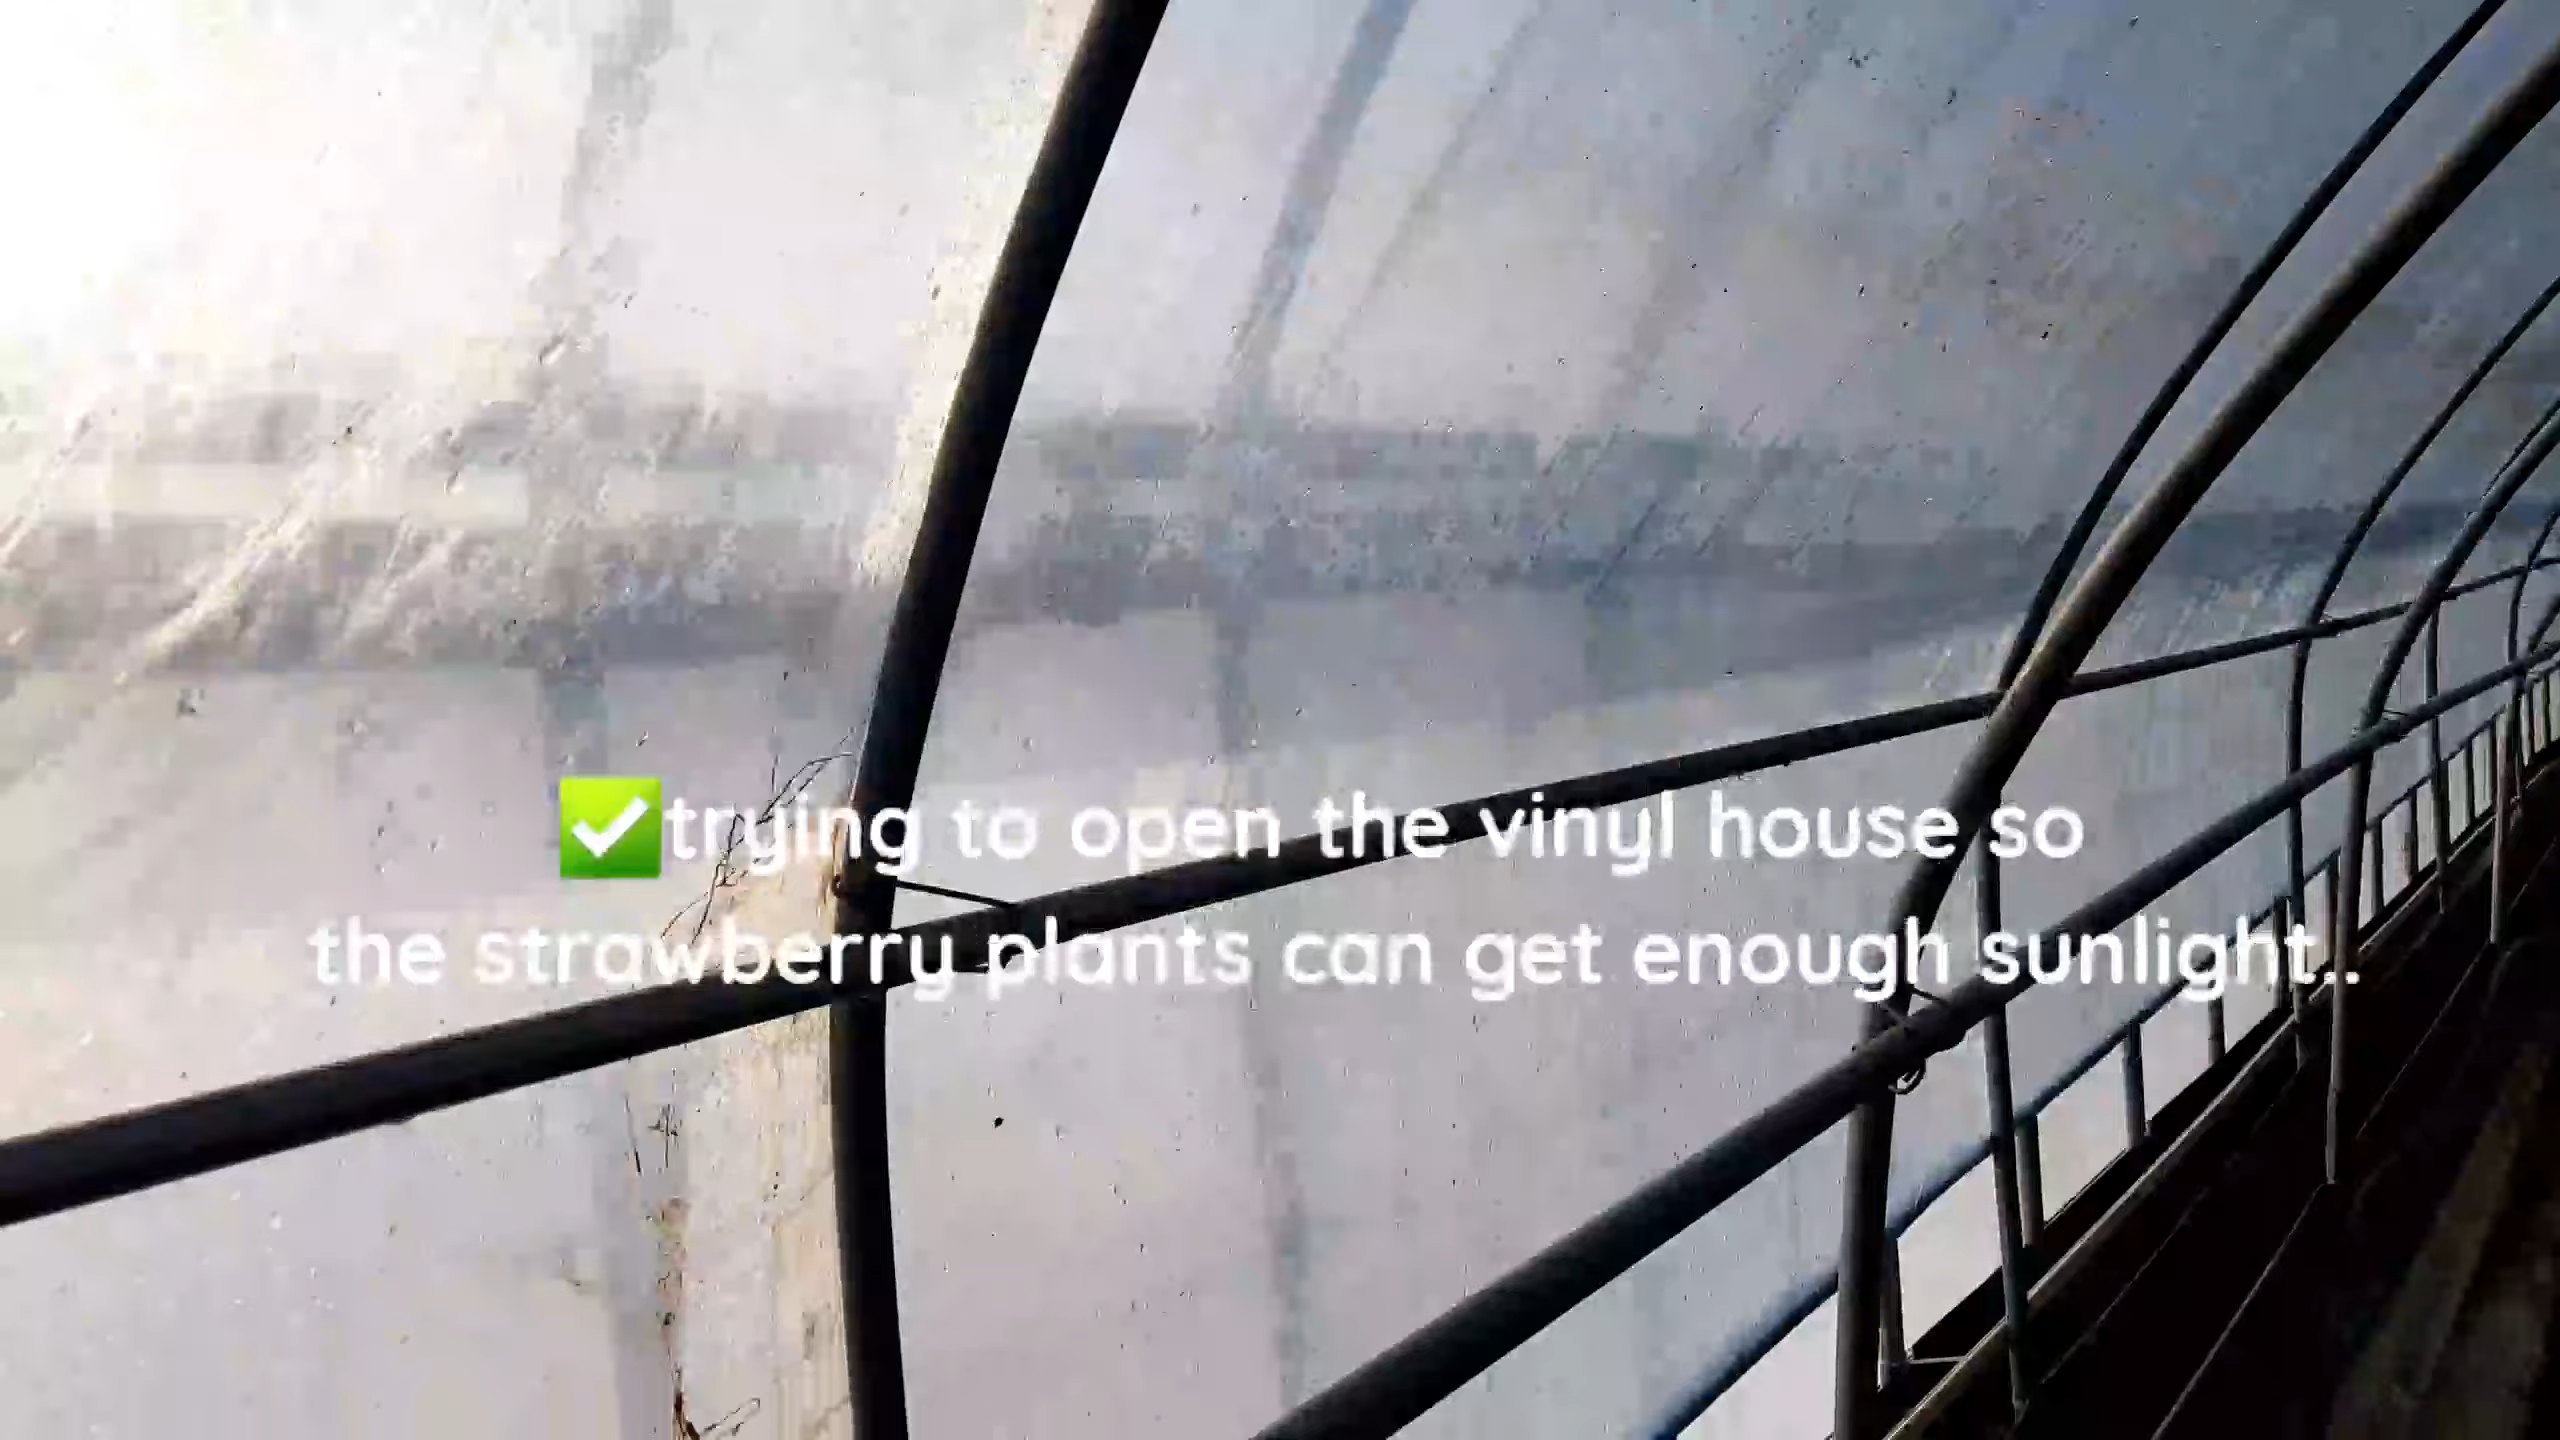 ✅trying to open the vinyl house so
the strawberry plants can get enough sunlight..